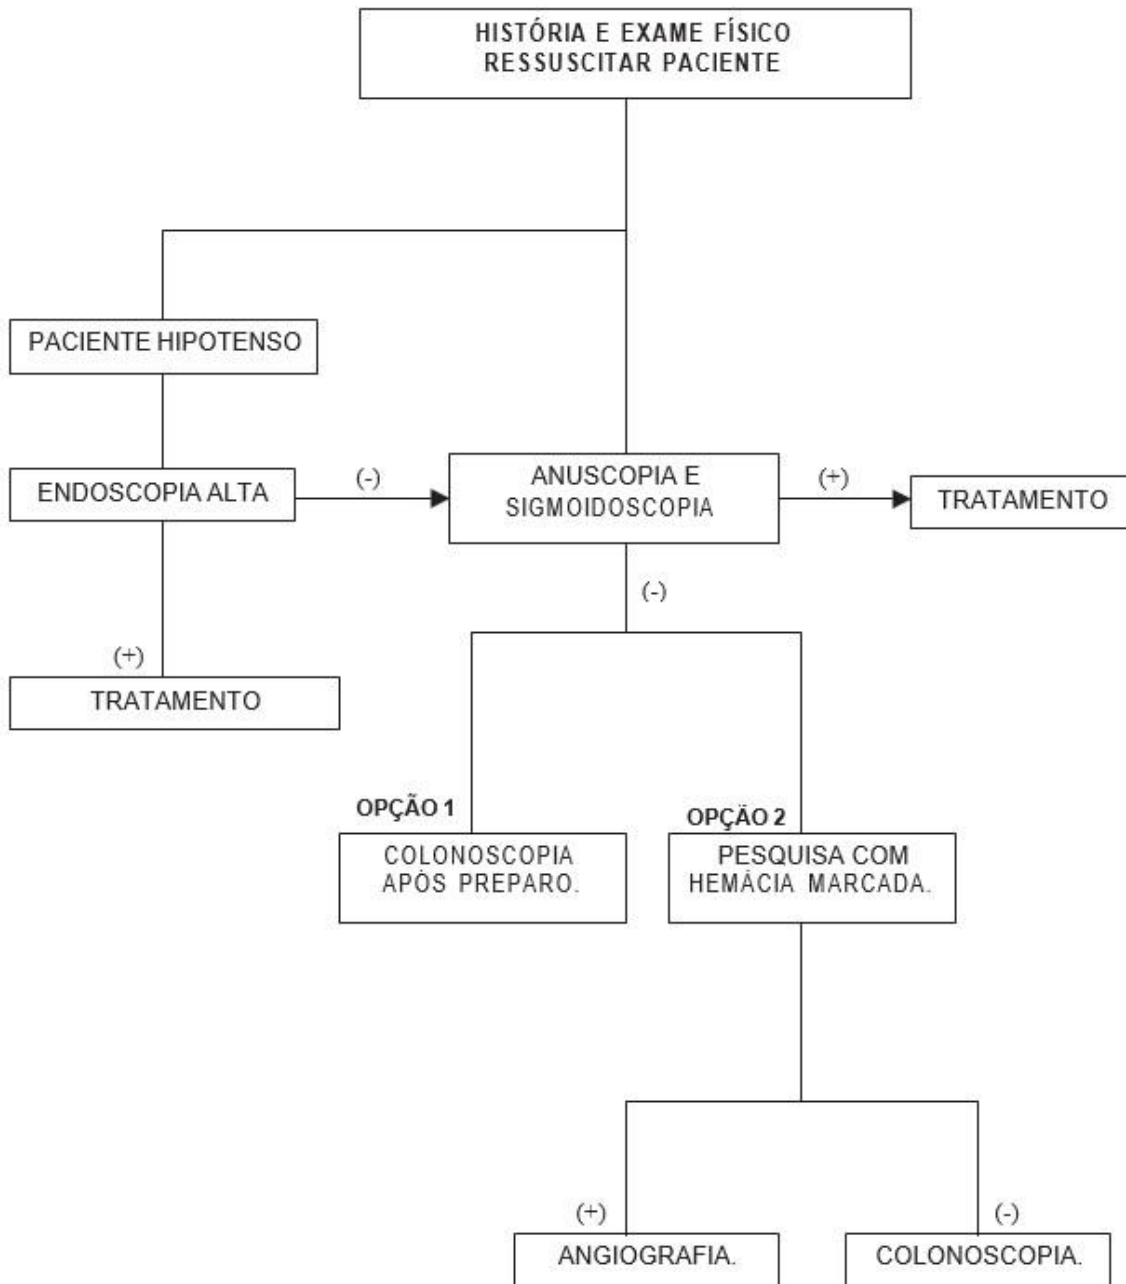 HISTÓRIA E EXAME FÍSICO
RESSUSCITAR PACIENTE
PACIENTE HIPOTENSO
ENDOSCOPIA ALTA
(-)
ANUSCOPIA E
SIGMOIDOSCOPIA
(+)
TRATAMENTO
(-)
(+)
TRATAMENTO
OPÇÃO 1
COLONOSCOPIA
APÓS PREPARO.
OPÇÃO 2
PESQUISA COM
HEMÁCIA MARCADA.
(+)
ANGIOGRAFIA.
(-)
COLONOSCOPIA.